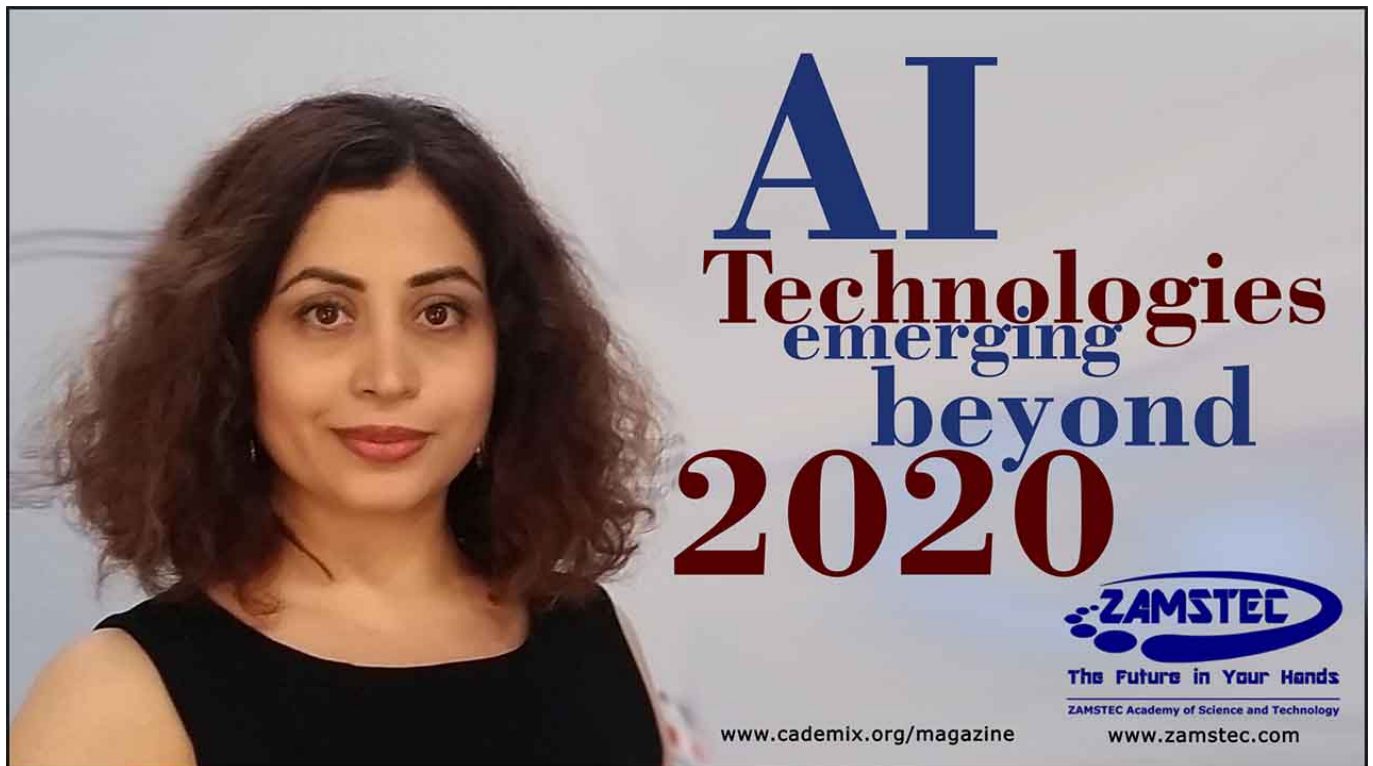 AI
Technologies
emerging
beyond
2020
ZAMSTEC
The Future in Your Hands
ZAMSTEC Academy of Science and Technology
www.cademix.org/magazine
www.zamstec.com